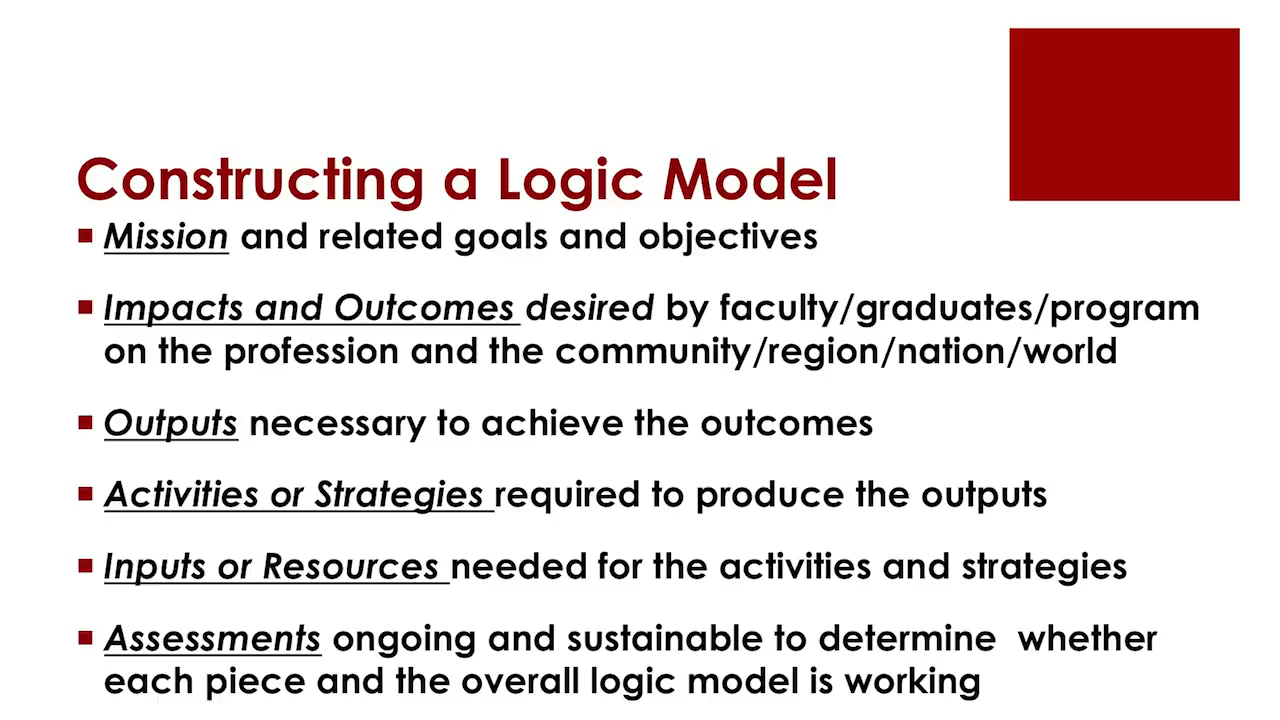 Constructing a Logic Model
▪ Mission and related goals and objectives
▪ Impacts and Outcomes desired by faculty/graduates/program
on the profession and the community/region/nation/world
▪ Outputs necessary to achieve the outcomes
▪ Activities or Strategies required to produce the outputs
▪ Inputs or Resources needed for the activities and strategies
▪ Assessments ongoing and sustainable to determine  whether
each piece and the overall logic model is working